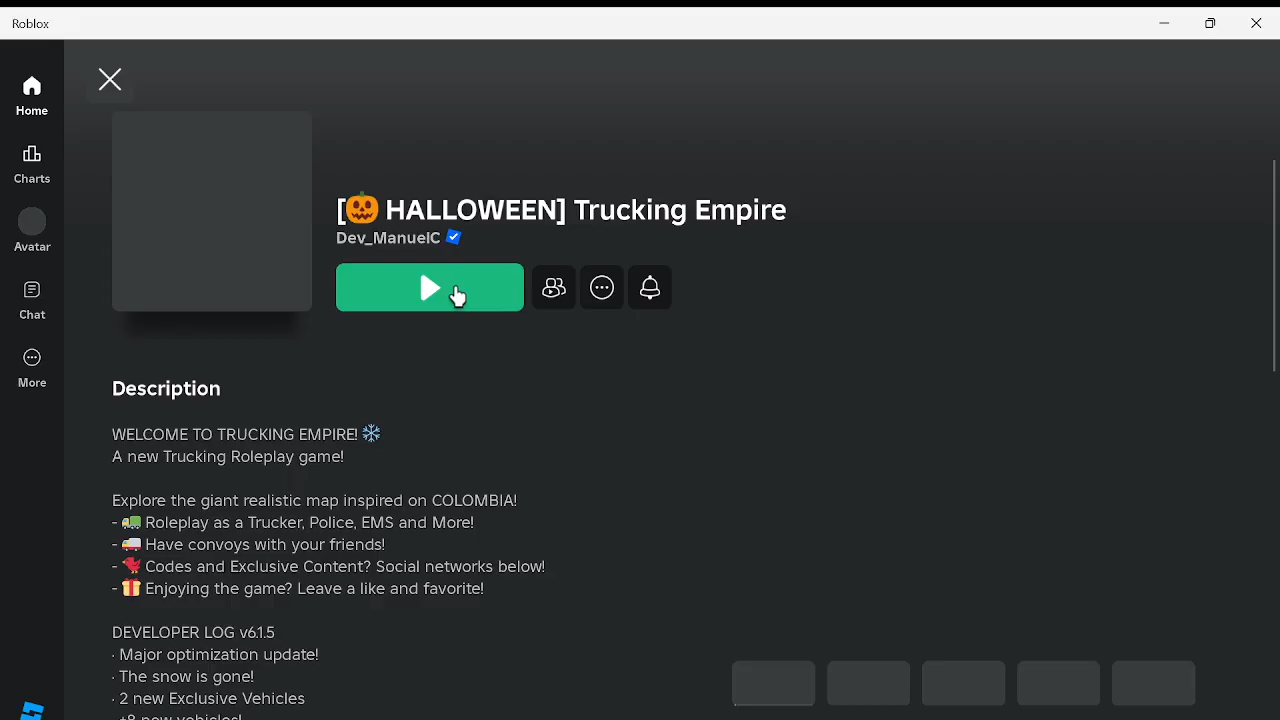 Roblox
Home
Charts
Avatar
Chat
More
[🎃 HALLOWEEN] Trucking Empire
Dev_ManuelC
Description
WELCOME TO TRUCKING EMPIRE! ❄️
A new Trucking Roleplay game!
Explore the giant realistic map inspired on COLOMBIA!
- 🚛 Roleplay as a Trucker, Police, EMS and More!
- 🚚 Have convoys with your friends!
- 🐦 Codes and Exclusive Content? Social networks below!
- 🎁 Enjoying the game? Leave a like and favorite!
DEVELOPER LOG v6.1.5
· Major optimization update!
· The snow is gone!
· 2 new Exclusive Vehicles
+8 new vehicles!